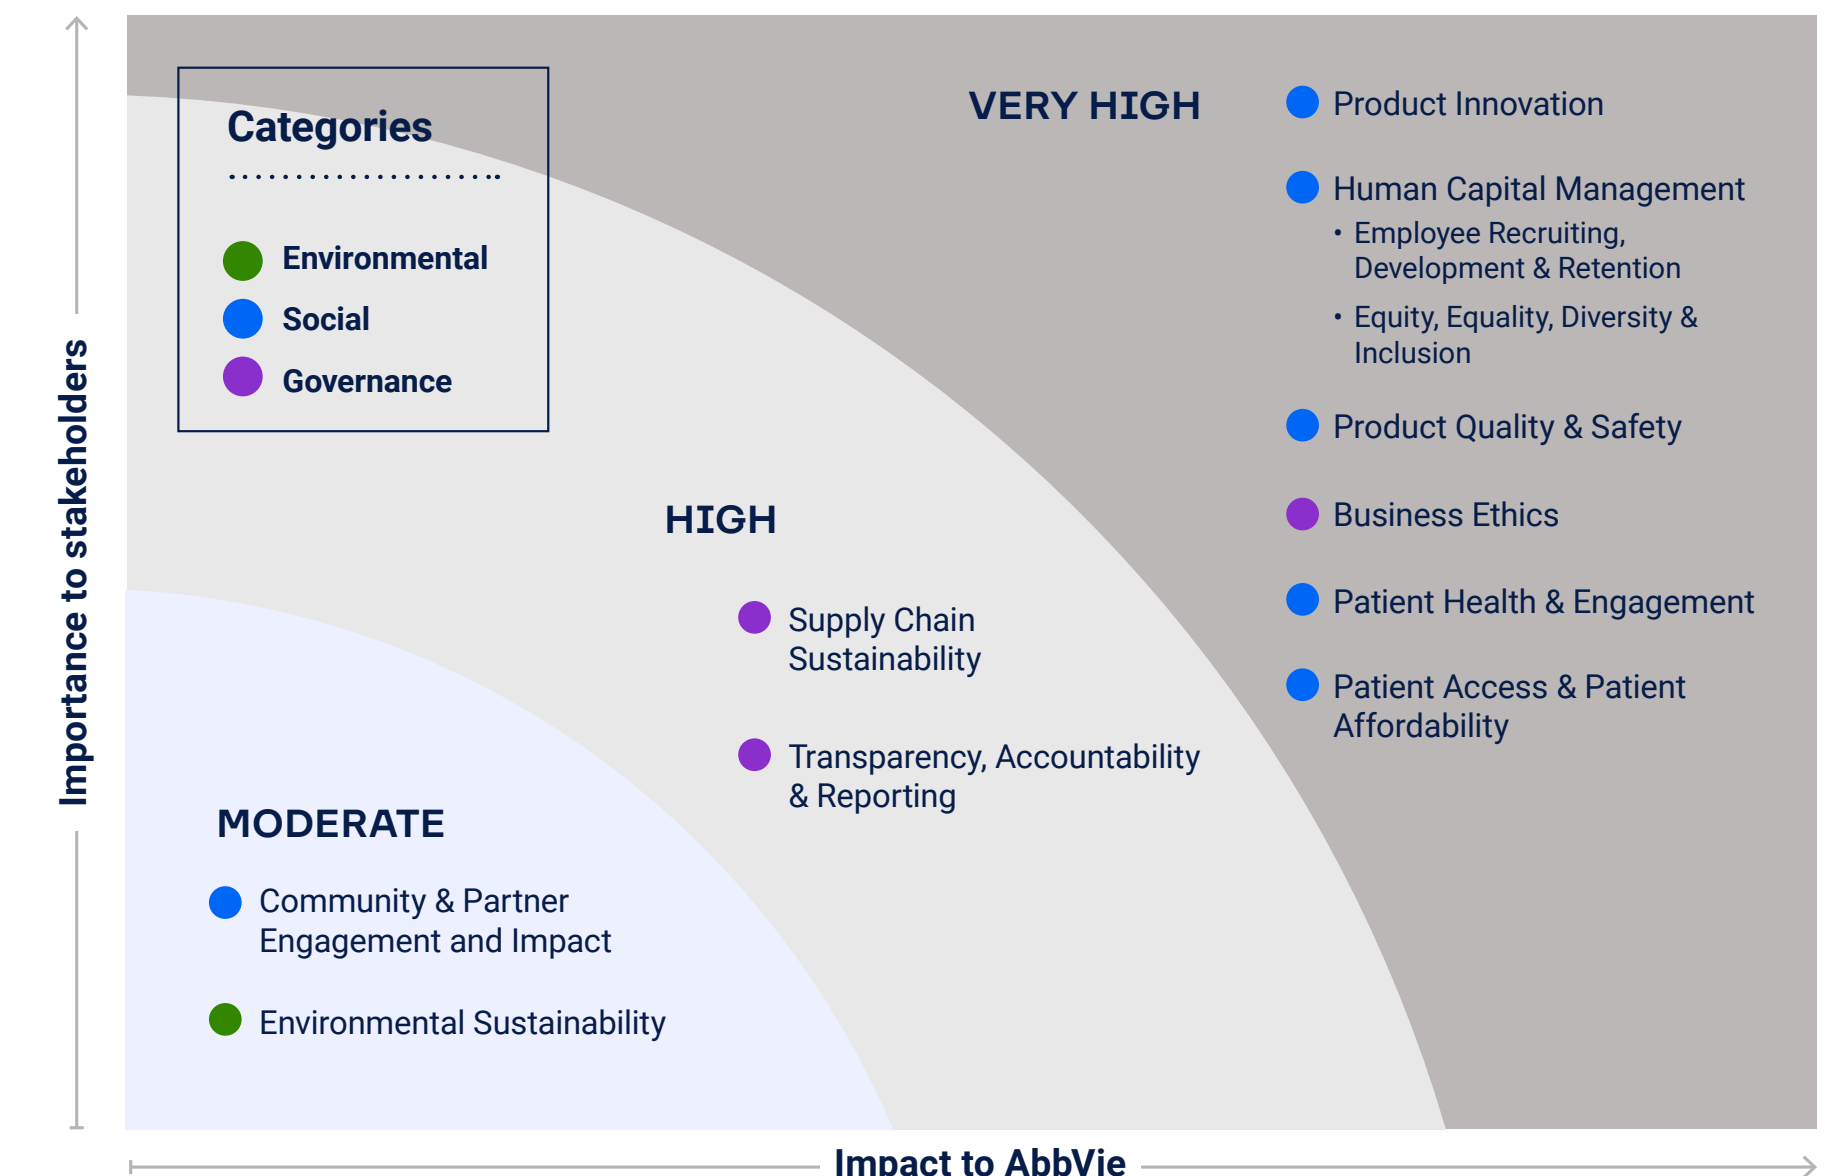 Importance to stakeholders
Categories
Environmental
Social
Governance
VERY HIGH
Product Innovation
Human Capital Management
• Employee Recruiting,
Development & Retention
• Equity, Equality, Diversity &
Inclusion
Product Quality & Safety
Business Ethics
Patient Health & Engagement
Patient Access & Patient
Affordability
HIGH
Supply Chain
Sustainability
Transparency, Accountability
& Reporting
MODERATE
Community & Partner
Engagement and Impact
Environmental Sustainability
Impact to AbbVie